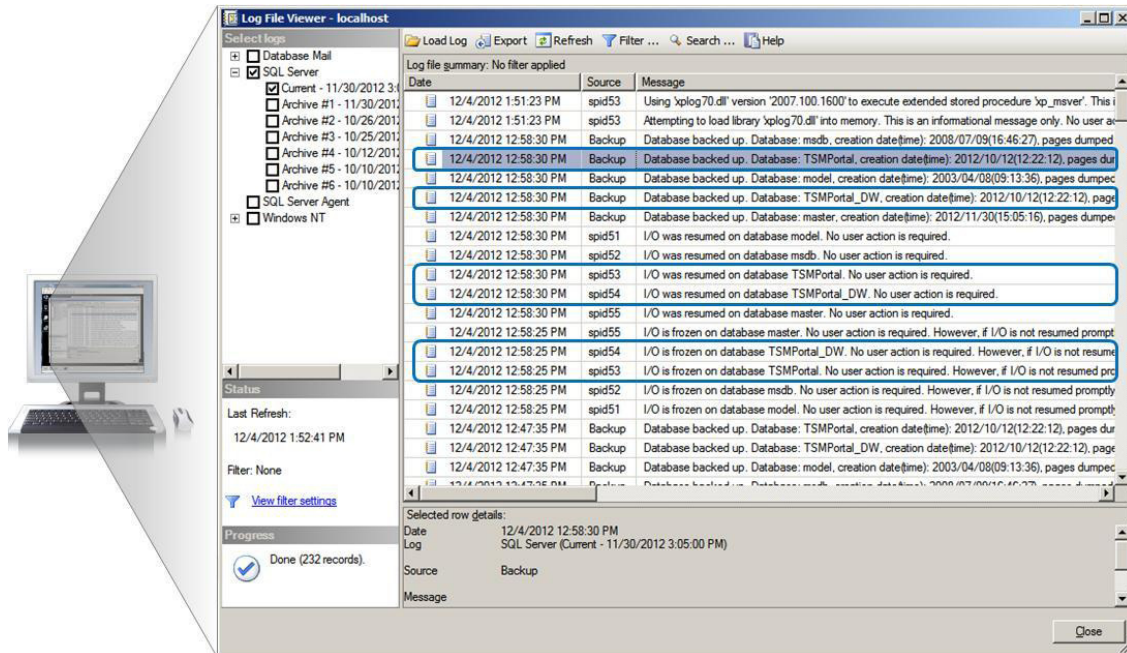 Log File Viewer - localhost
Select logs
Database Mail
SQL Server
Current - 11/30/2012 3:0
Archive #1 - 11/30/2012
Archive #2 - 10/26/2012
Archive #3 - 10/25/2012
Archive #4 - 10/12/2012
Archive #5 - 10/10/2012
Archive #6 - 10/10/2012
SQL Server Agent
Windows NT
Status
Last Refresh:
12/4/2012 1:52:41 PM
Filter: None
View filter settings
Progress
Done (232 records).
Load Log Export Refresh Filter ... Search ... Help
Log file summary: No filter applied
Date Source Message
12/4/2012 1:51:23 PM spid53 Using 'xplog70.dll' version '2007.100.1600' to execute extended stored procedure 'xp_msver'. This i
12/4/2012 1:51:23 PM spid53 Attempting to load library 'xplog70.dll' into memory. This is an informational message only. No user ac
12/4/2012 12:58:30 PM Backup Database backed up. Database: msdb, creation date(time): 2008/07/09(16:46:27), pages dumped
12/4/2012 12:58:30 PM Backup Database backed up. Database: TSMPortal, creation date(time): 2012/10/12(12:22:12), pages dur
12/4/2012 12:58:30 PM Backup Database backed up. Database: model, creation date(time): 2003/04/08(09:13:36), pages dumped
12/4/2012 12:58:30 PM Backup Database backed up. Database: TSMPortal_DW, creation date(time): 2012/10/12(12:22:12), page
12/4/2012 12:58:30 PM Backup Database backed up. Database: master, creation date(time): 2012/11/30(15:05:16), pages dumpe
12/4/2012 12:58:30 PM spid51 I/O was resumed on database model. No user action is required.
12/4/2012 12:58:30 PM spid52 I/O was resumed on database msdb. No user action is required.
12/4/2012 12:58:30 PM spid53 I/O was resumed on database TSMPortal. No user action is required.
12/4/2012 12:58:30 PM spid54 I/O was resumed on database TSMPortal_DW. No user action is required.
12/4/2012 12:58:30 PM spid55 I/O was resumed on database master. No user action is required.
12/4/2012 12:58:25 PM spid55 I/O is frozen on database master. No user action is required. However, if I/O is not resumed prompt
12/4/2012 12:58:25 PM spid54 I/O is frozen on database TSMPortal_DW. No user action is required. However, if I/O is not resume
12/4/2012 12:58:25 PM spid53 I/O is frozen on database TSMPortal. No user action is required. However, if I/O is not resumed pro
12/4/2012 12:58:25 PM spid52 I/O is frozen on database msdb. No user action is required. However, if I/O is not resumed promptly
12/4/2012 12:58:25 PM spid51 I/O is frozen on database model. No user action is required. However, if I/O is not resumed promptly
12/4/2012 12:47:35 PM Backup Database backed up. Database: TSMPortal, creation date(time): 2012/10/12(12:22:12), pages dur
12/4/2012 12:47:35 PM Backup Database backed up. Database: TSMPortal_DW, creation date(time): 2012/10/12(12:22:12), page
12/4/2012 12:47:35 PM Backup Database backed up. Database: model, creation date(time): 2003/04/08(09:13:36), pages dumped
Selected row details:
Date 12/4/2012 12:58:30 PM
Log SQL Server (Current - 11/30/2012 3:05:00 PM)
Source Backup
Message
Close